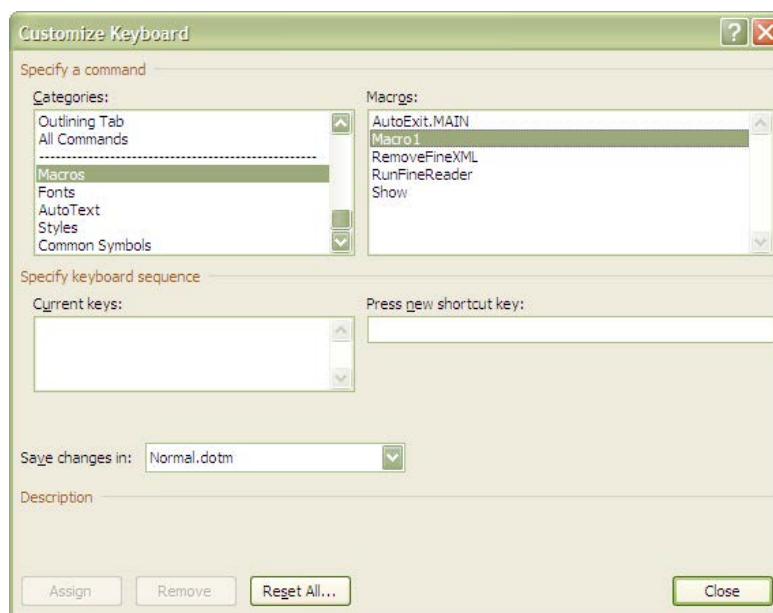 Customize Keyboard
Specify a command
Categories:
Outlining Tab
All Commands
--------------------------------------------------
Macros
Fonts
AutoText
Styles
Common Symbols
Macros:
AutoExit.MAIN
Macro1
RemoveFineXML
RunFineReader
Show
Specify keyboard sequence
Current keys:
Press new shortcut key:
Save changes in: Normal.dotm
Description
Assign Remove Reset All... Close